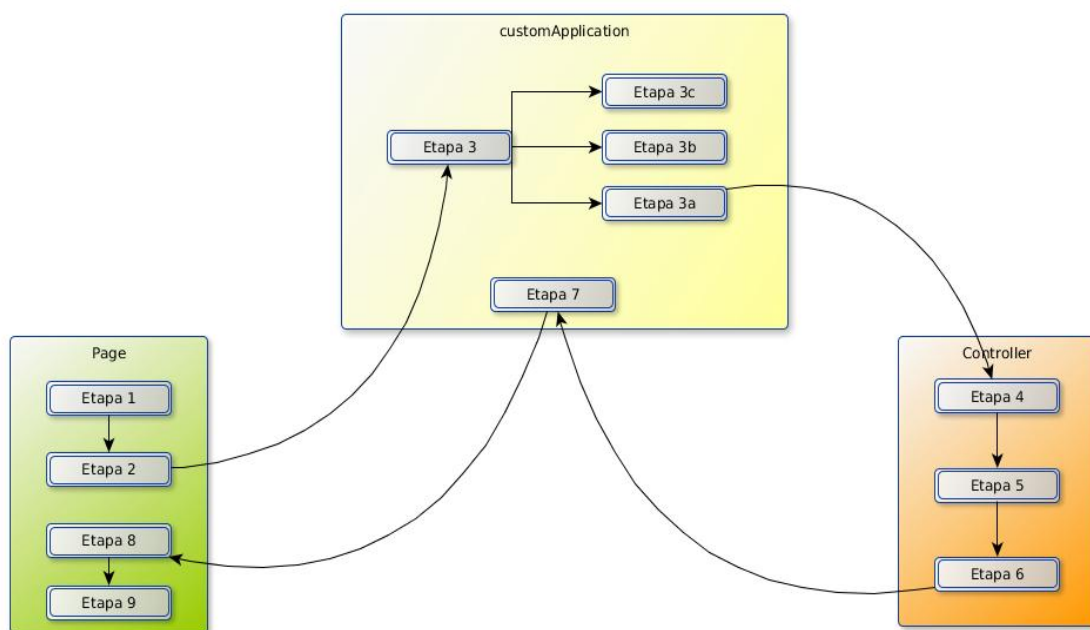 customApplication
Etapa 3c
Etapa 3
Etapa 3b
Etapa 3a
Etapa 7
Page
Etapa 1
Etapa 2
Etapa 8
Etapa 9
Controller
Etapa 4
Etapa 5
Etapa 6